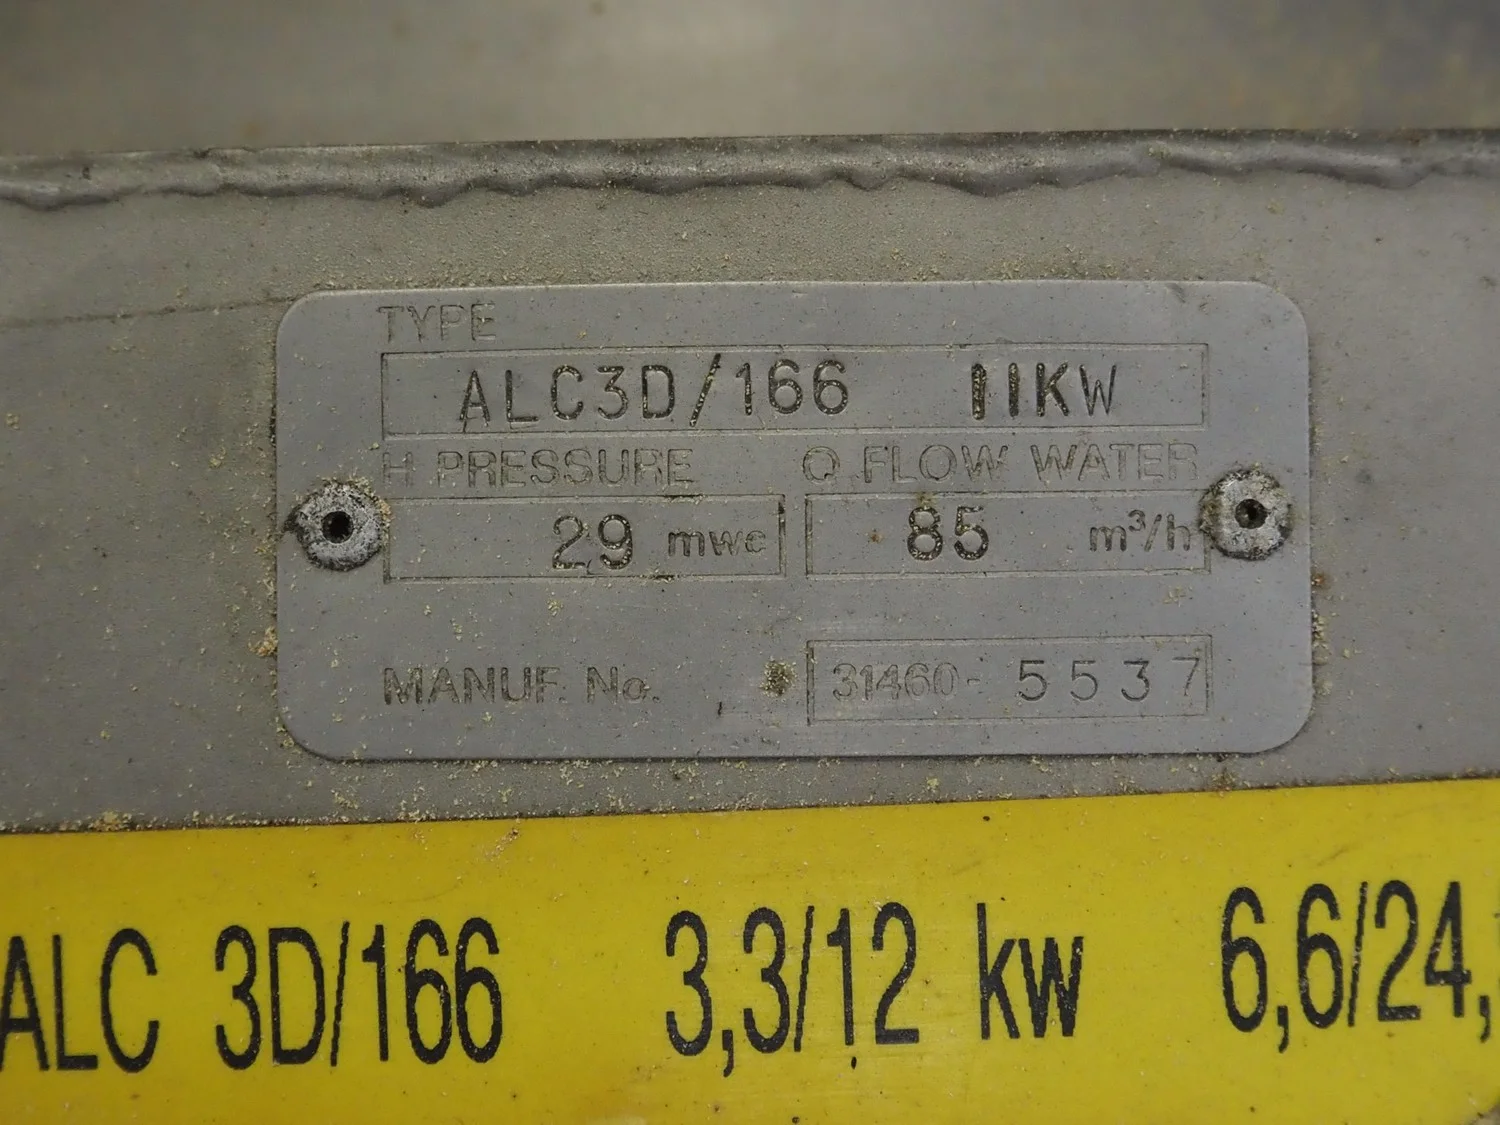 TYPE
ALC3D/166 11KW
H PRESSURE Q FLOW WATER
29 mwc 85 m³/h
MANUF. No. 31460- 5537
ALC 3D/166 3,3/12 kw 6,6/24,